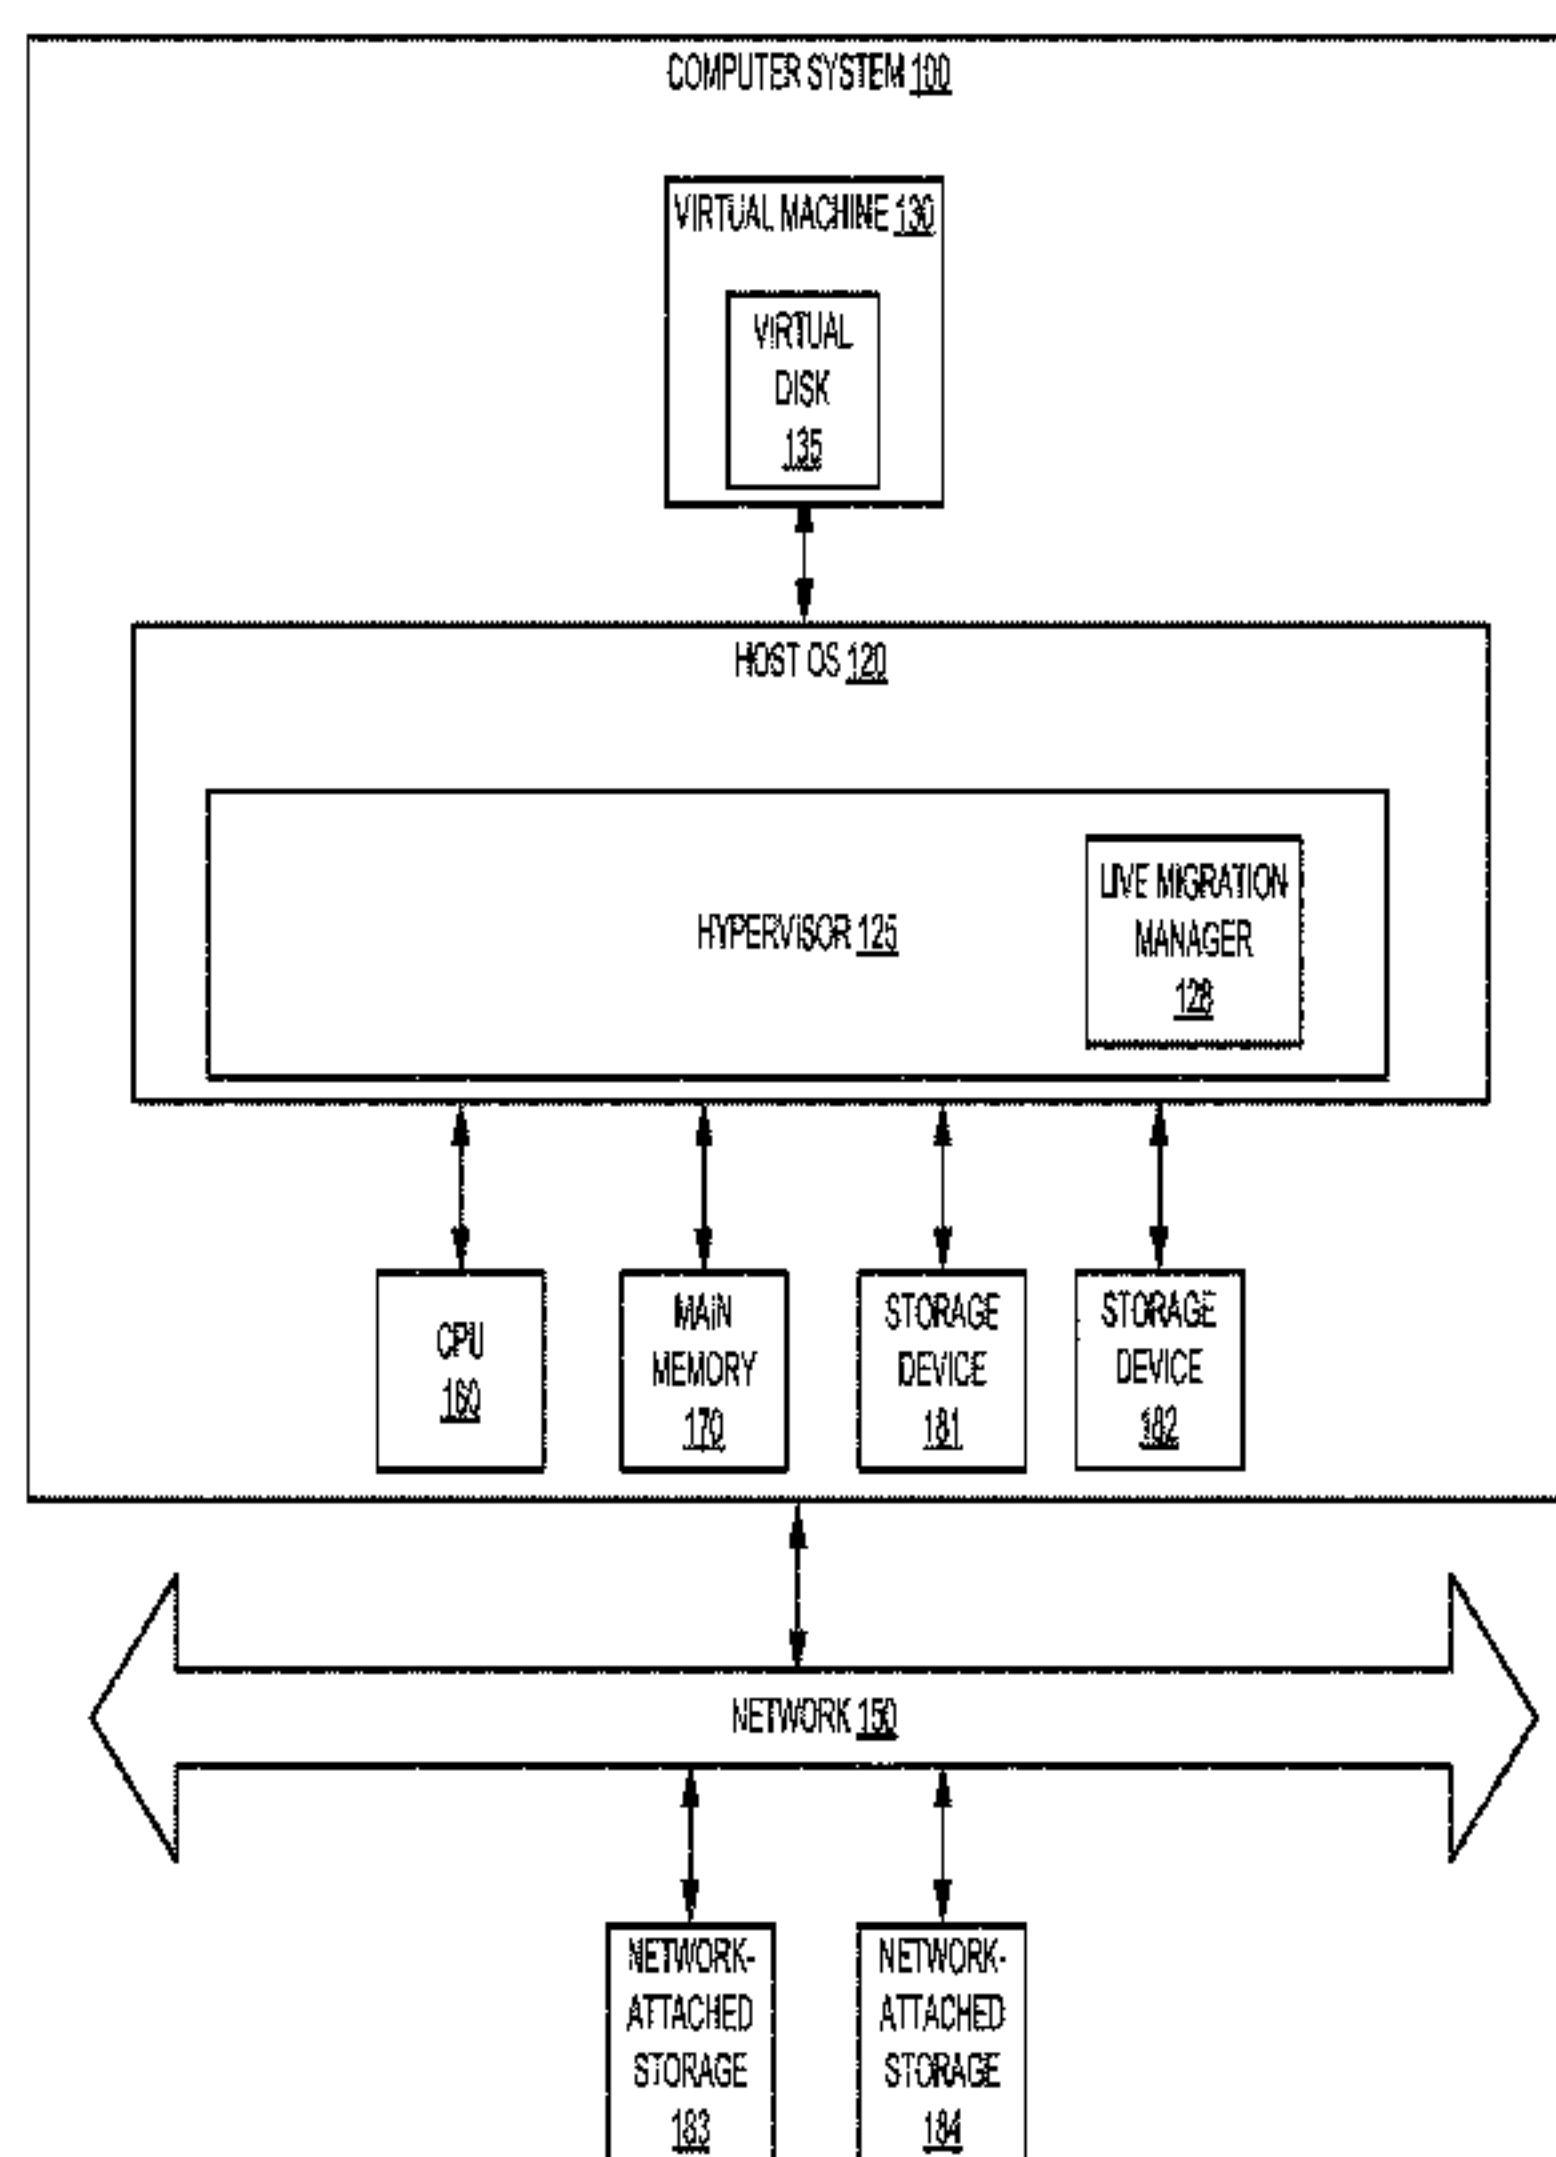 COMPUTER SYSTEM 100
VIRTUAL MACHINE 130
VIRTUAL
DISK
135
HOST OS 120
HYPERVISOR 125
LIVE MIGRATION
MANAGER
128
CPU
160
MAIN
MEMORY
170
STORAGE
DEVICE
181
STORAGE
DEVICE
182
NETWORK 150
NETWORK-
ATTACHED
STORAGE
183
NETWORK-
ATTACHED
STORAGE
184